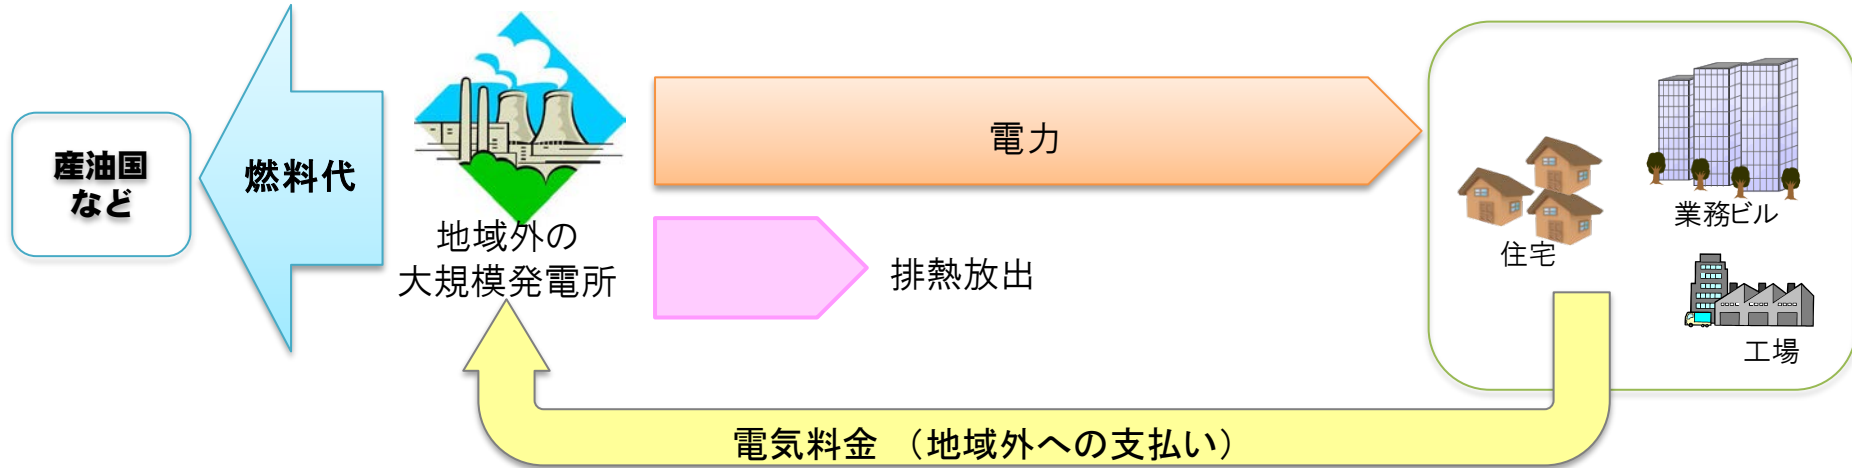 産油国
など
燃料代
地域外の
大規模発電所
電力
排熱放出
住宅
業務ビル
工場
電気料金 (地域外への支払い)